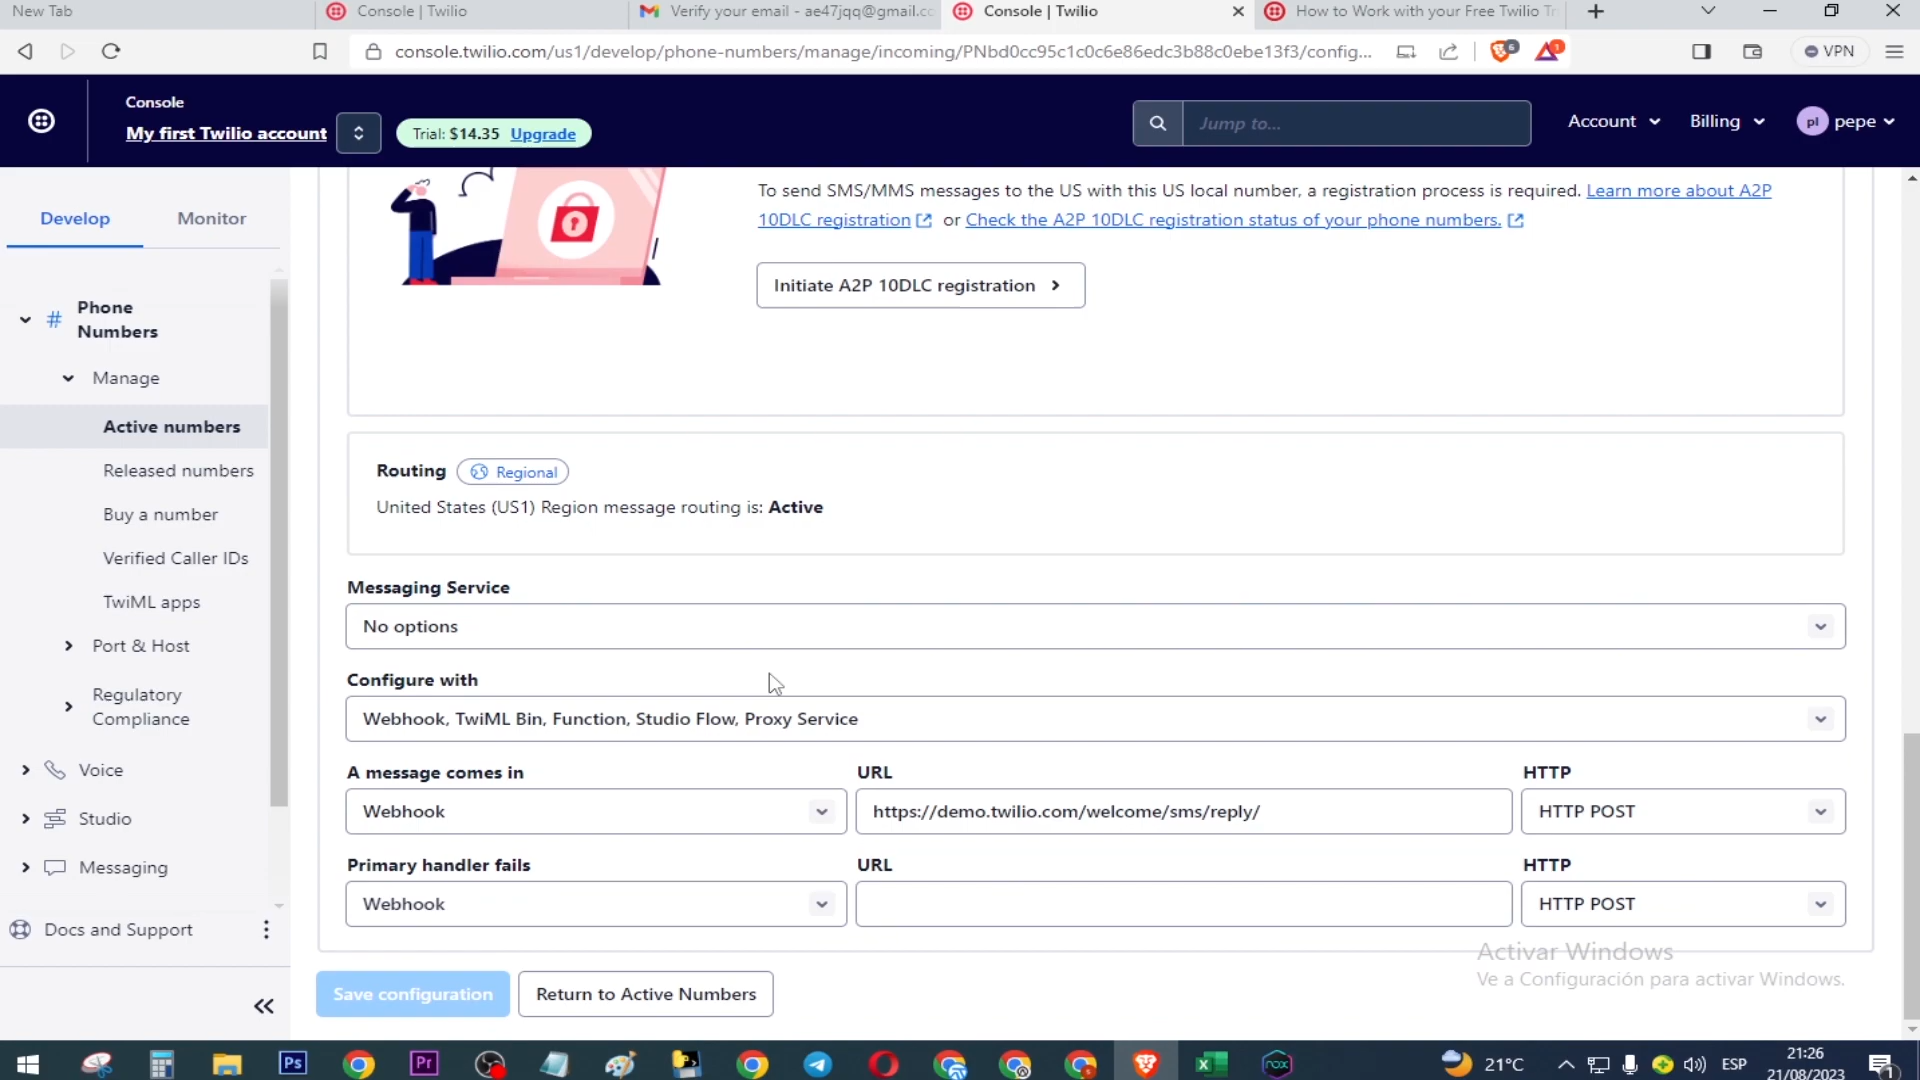 New Tab
Console | Twilio
Verify your email - ae47jqq@gmail.cc
Console | Twilio
How to Work with your Free Twilio Tr
console.twilio.com/us1/develop/phone-numbers/manage/incoming/PNbd0cc95c1c0c6e86edc3b88c0ebe13f3/config...
6
1
VPN
Console
My first Twilio account
Trial: $14.35 Upgrade
Jump to...
Account
Billing
pl
pepe
Develop
Monitor
Phone
Numbers
Manage
Active numbers
Released numbers
Buy a number
Verified Caller IDs
TwiML apps
Port & Host
Regulatory
Compliance
Voice
Studio
Messaging
Docs and Support
To send SMS/MMS messages to the US with this US local number, a registration process is required. Learn more about A2P
10DLC registration or Check the A2P 10DLC registration status of your phone numbers.
Initiate A2P 10DLC registration
Routing Regional
United States (US1) Region message routing is: Active
Messaging Service
No options
Configure with
Webhook, TwiML Bin, Function, Studio Flow, Proxy Service
A message comes in
URL
HTTP
Webhook
https://demo.twilio.com/welcome/sms/reply/
HTTP POST
Primary handler fails
URL
HTTP
Webhook
HTTP POST
Activar Windows
Ve a Configuración para activar Windows.
Save configuration
Return to Active Numbers
Ps
Pr
nox
21°C
ESP
21:26
21/08/2023
1